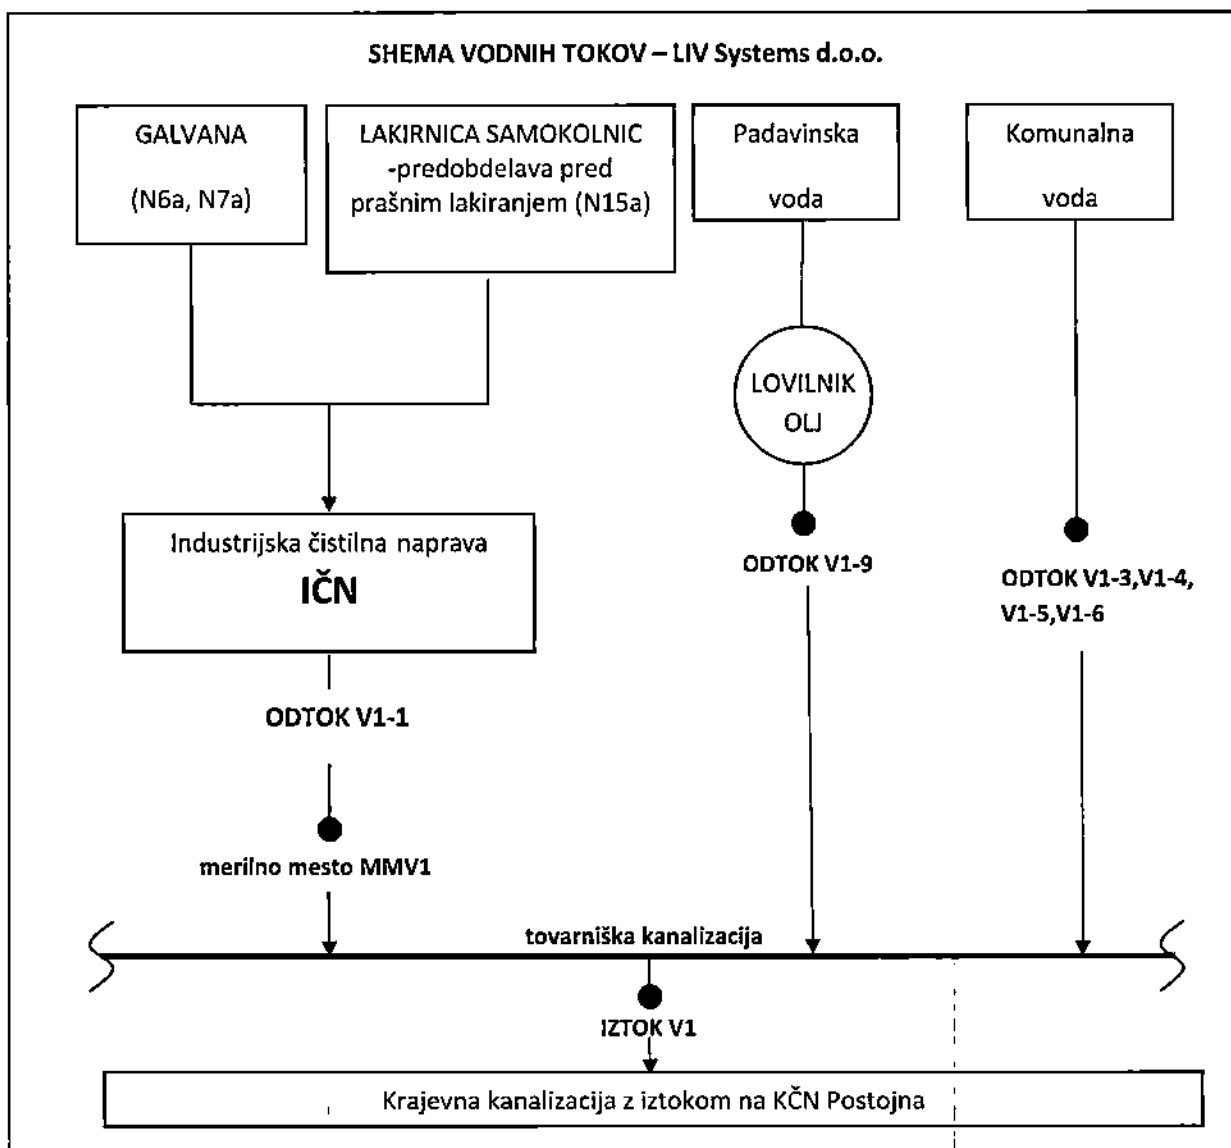 SHEMA VODNIH TOKOV – LIV Systems d.o.o.
GALVANA
(N6a, N7a)
LAKIRNICA SAMOKOLNIC
-predobdelava pred
prašnim lakiranjem (N15a)
Padavinska
voda
Komunalna
voda
LOVILNIK
OLJ
Industrijska čistilna naprava
IČN
ODTOK V1-9
ODTOK V1-3,V1-4,
V1-5,V1-6
ODTOK V1-1
merilno mesto MMV1
tovarniška kanalizacija
IZTOK V1
Krajevna kanalizacija z iztokom na KČN Postojna